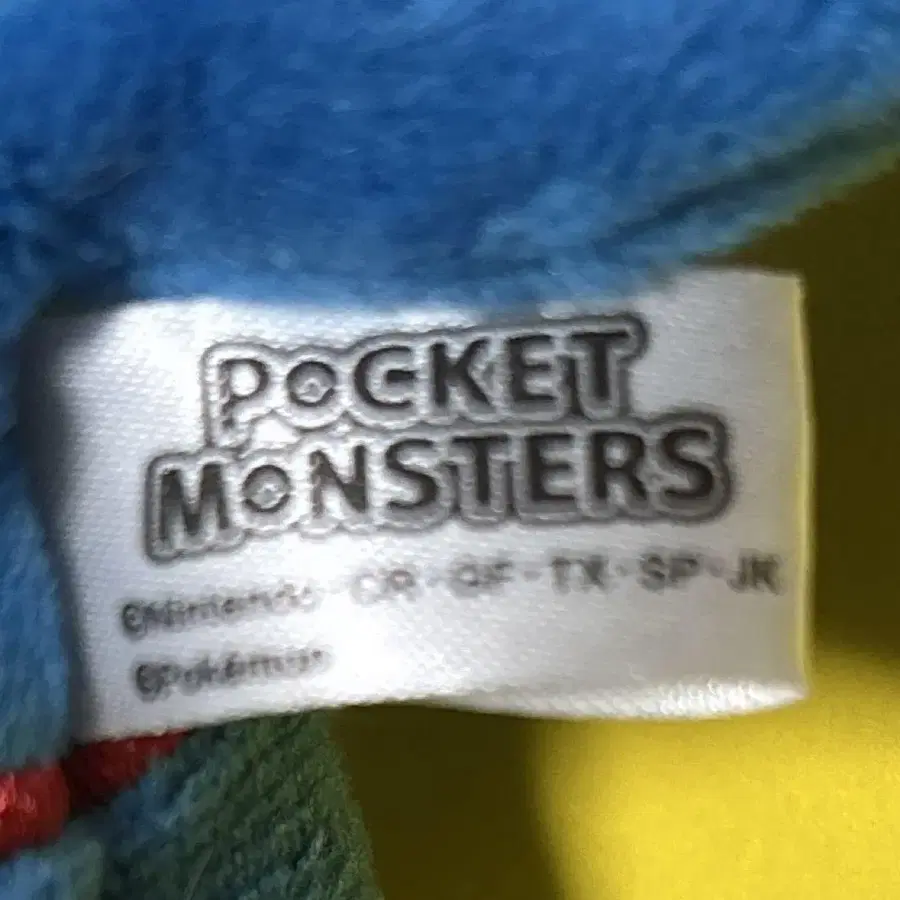 POCKET
MONSTERS
©Nintendo・CR・GF・TX・SP・JK
©Pokémon